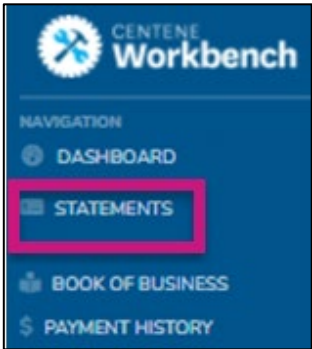 CENTENE
Workbench
NAVIGATION
DASHBOARD
STATEMENTS
BOOK OF BUSINESS
$ PAYMENT HISTORY